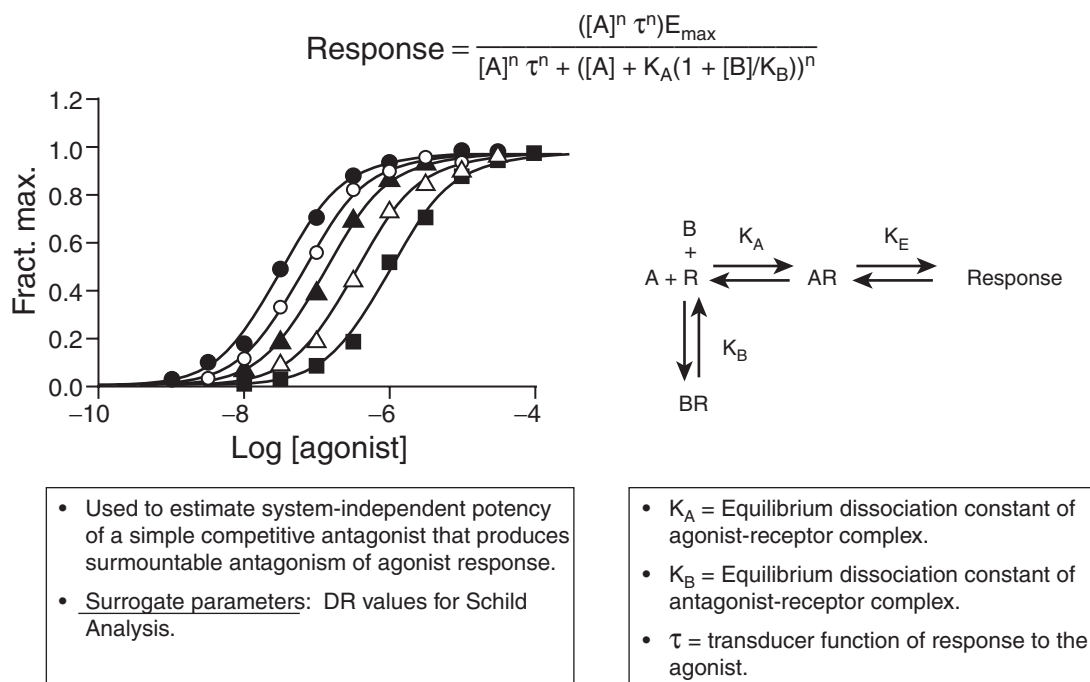 Response = ([A]ⁿ τⁿ)Eₘₐₓ
[A]ⁿ τⁿ + ([A] + K_A(1 + [B]/K_B))ⁿ
1.2
1.0
0.8
0.6
0.4
0.2
0.0
Fract. max.
−10
−8
−6
−4
Log [agonist]
B
+
A + R
K_A
AR
K_E
Response
K_B
BR
• Used to estimate system-independent potency
of a simple competitive antagonist that produces
surmountable antagonism of agonist response.
• Surrogate parameters: DR values for Schild
Analysis.
• K_A = Equilibrium dissociation constant of
agonist-receptor complex.
• K_B = Equilibrium dissociation constant of
antagonist-receptor complex.
• τ = transducer function of response to the
agonist.